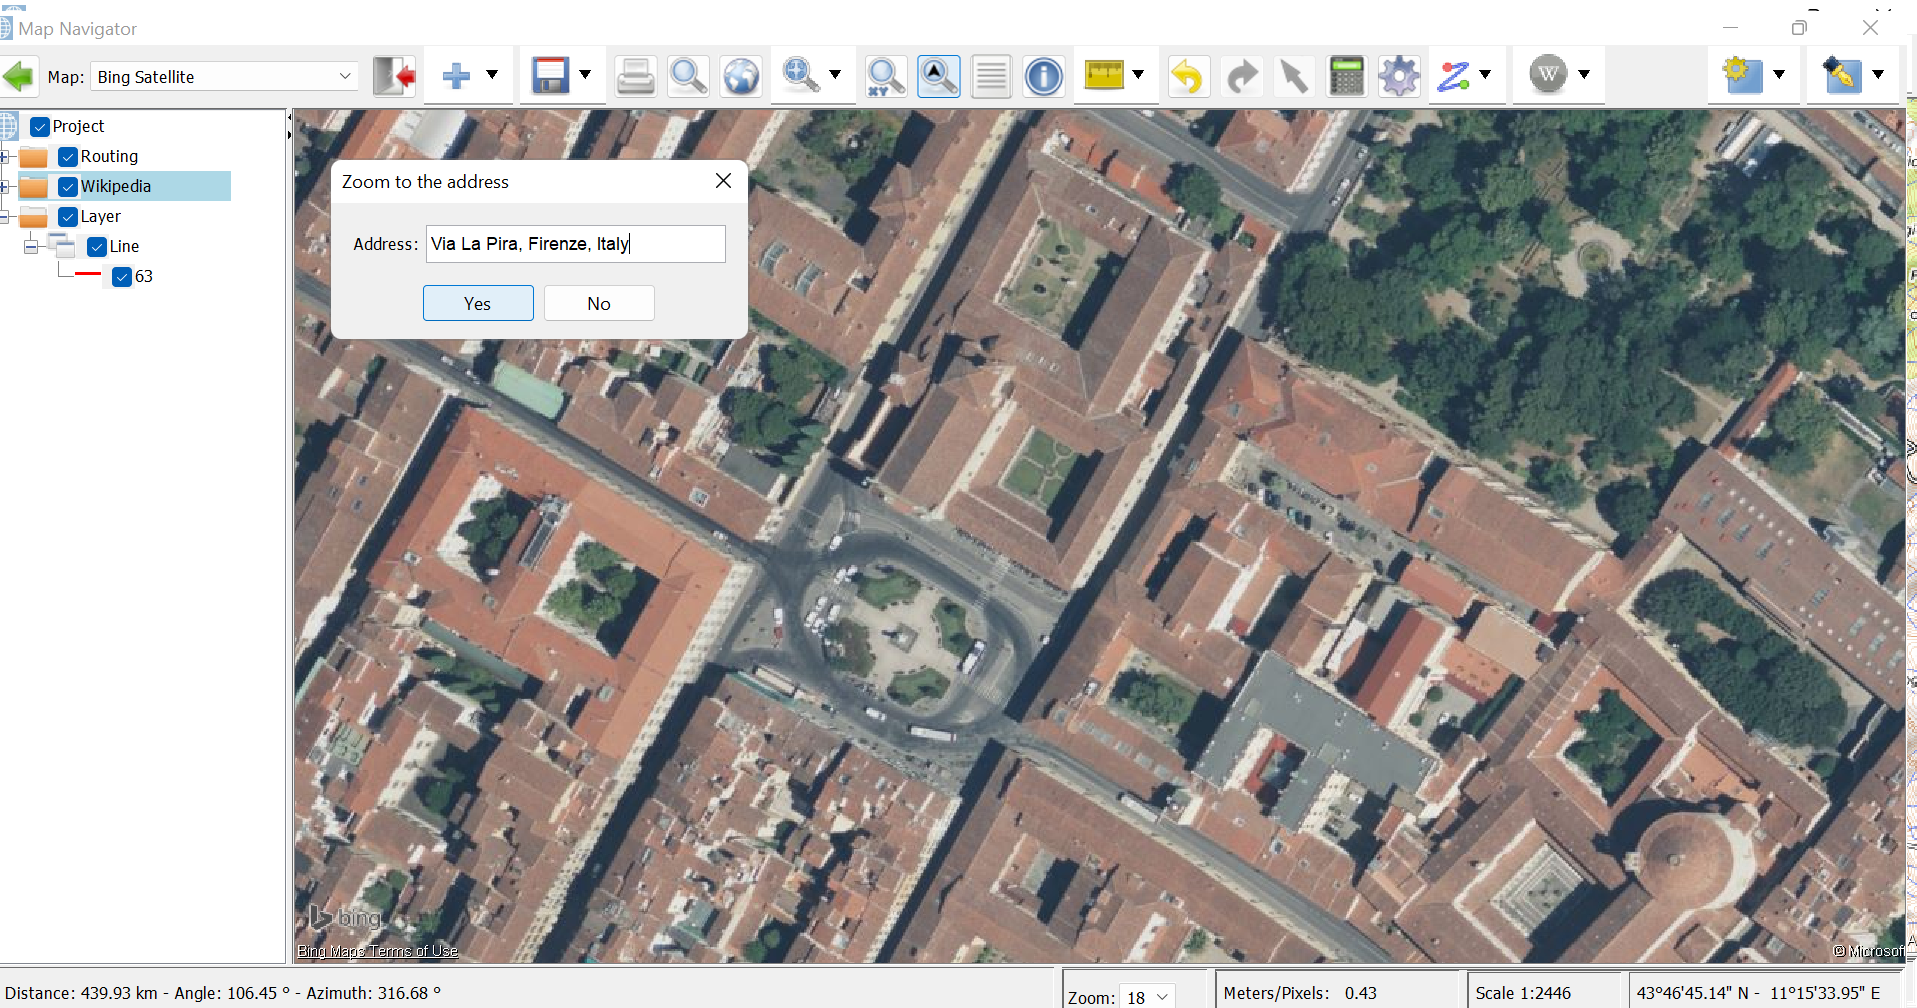 Map Navigator
Map: Bing Satellite
XY
W
Project
Routing
Wikipedia
Layer
Line
63
Zoom to the address
Address: Via La Pira, Firenze, Italy
Yes No
bing
Bing Maps Terms of Use
© Microsoft
Distance: 439.93 km - Angle: 106.45 ° - Azimuth: 316.68 °
Zoom: 18
Meters/Pixels: 0.43
Scale 1:2446
43°46'45.14" N - 11°15'33.95" E